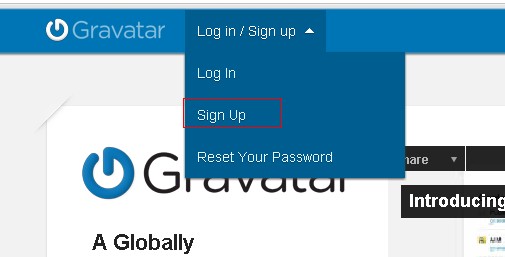 Gravatar
Log in / Sign up
Log In
Sign Up
Reset Your Password
hare
Gravatar
Introducing
A Globally